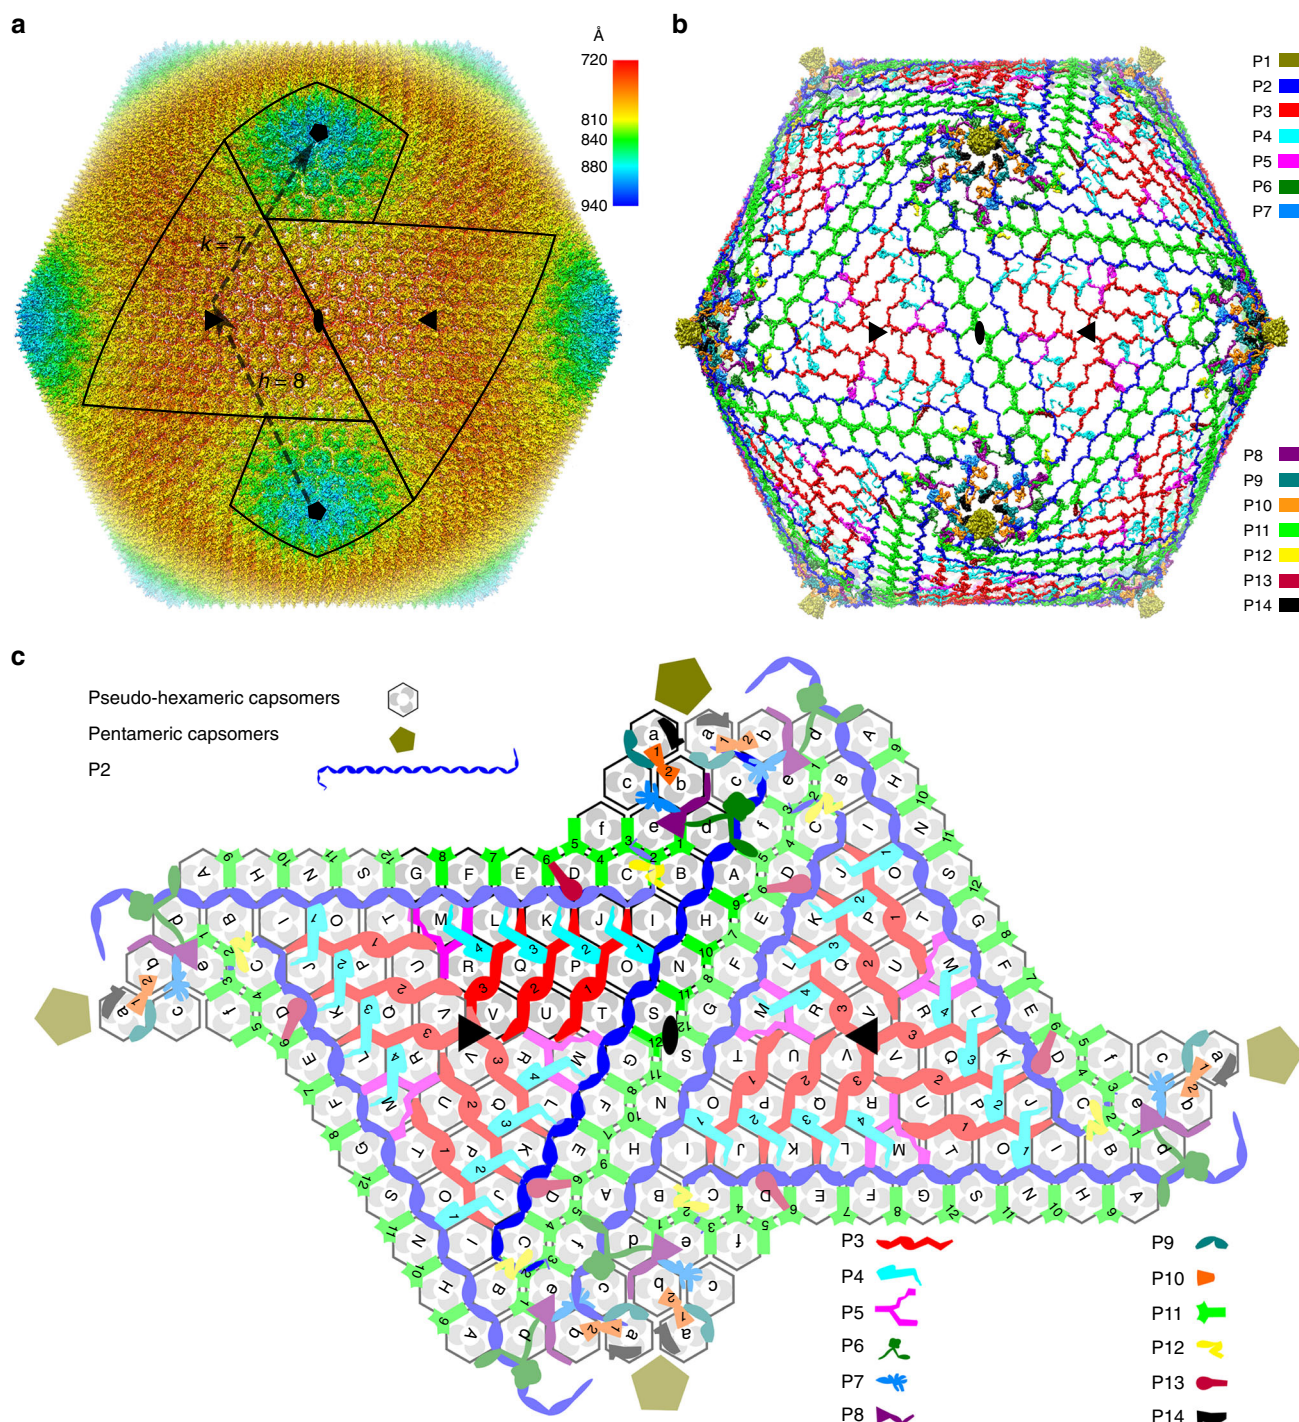 a
Å
720
810
840
880
940
k = 7
h = 8
b
P1
P2
P3
P4
P5
P6
P7
P8
P9
P10
P11
P12
P13
P14
c
Pseudo-hexameric capsomers
Pentameric capsomers
P2
a a b d A
c b c e B H
f e d f C I N
A H N S G F E D C B A E D J O S
d B I O T M L K J I H F K P T G
b e C J P U R Q P O N G L Q U M F
a c f D K Q V V U T S M R V R L E
E L R V R M G S T U V V Q K D f c a
F M U Q L F N O P Q R U P J C e b
G T P K E H I J K L M T O I B d
S O J D A B C D E F G S N H A
N I C f d e f
H B e c b c
A d b a a
P3
P4
P5
P6
P7
P8
P9
P10
P11
P12
P13
P14